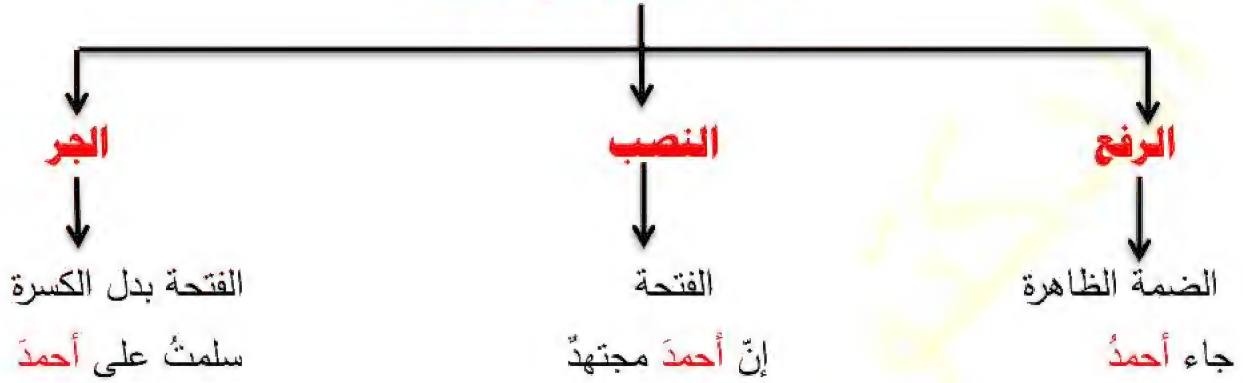 الرفع النصب الجر
الضمة الظاهرة الفتحة الفتحة بدل الكسرة
جاء أحمدُ إنّ أحمدَ مجتهدٌ سلمتُ على أحمدَ